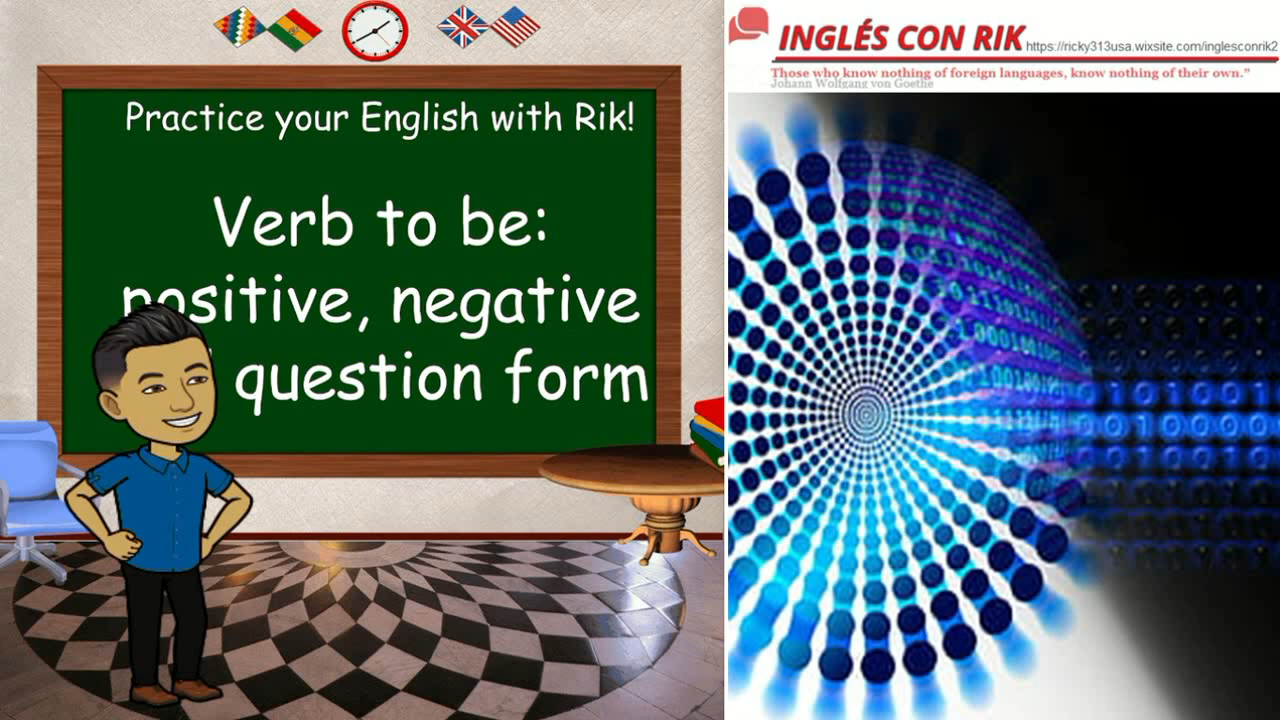 Practice your English with Rik!
Verb to be:
positive, negative
question form
INGLÉS CON RIK https://ricky313usa.wixsite.com/inglesconrik2
Those who know nothing of foreign languages, know nothing of their own."
Johann Wolfgang von Goethe